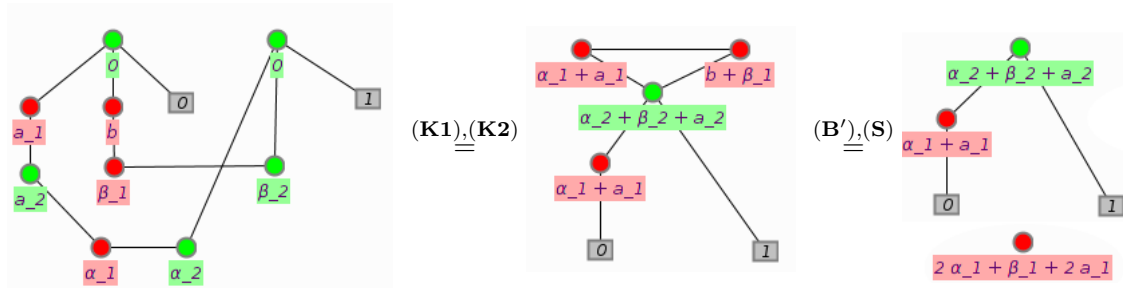 0
0
0
1
a_1
b
a_2
β_1
β_2
α_1
α_2
(K1),(K2)
=
α_1 + a_1
b + β_1
α_2 + β_2 + a_2
α_1 + a_1
0
1
(B′),(S)
=
α_2 + β_2 + a_2
α_1 + a_1
0
1
2 α_1 + β_1 + 2 a_1